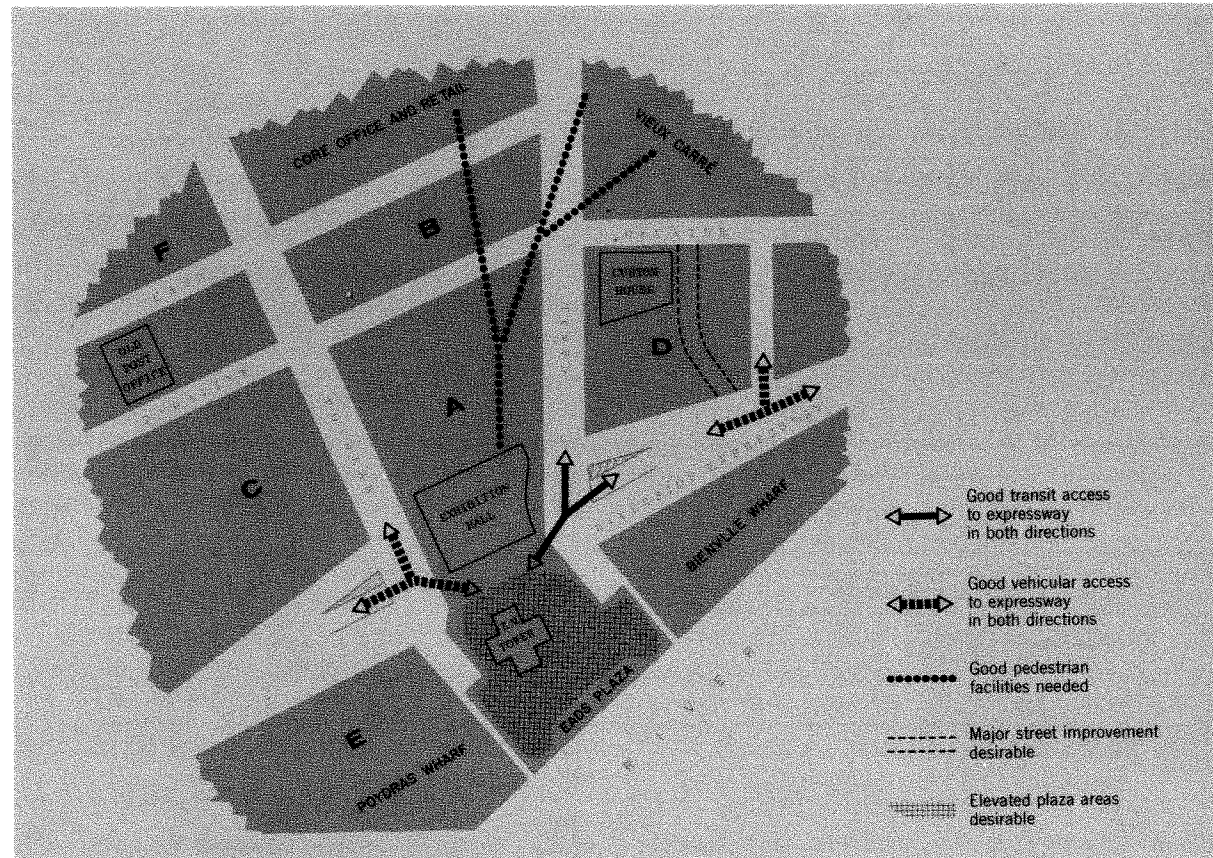 CORE OFFICE AND RETAIL
VIEUX CARRÉ
F
B
CUSTOM
HOUSE
OLD
POST
OFFICE
D
A
C
EXHIBITION
HALL
BIENVILLE WHARF
TOWER
EADS PLAZA
E
POYDRAS WHARF
Good transit access
to expressway
in both directions
Good vehicular access
to expressway
in both directions
Good pedestrian
facilities needed
Major street improvement
desirable
Elevated plaza areas
desirable